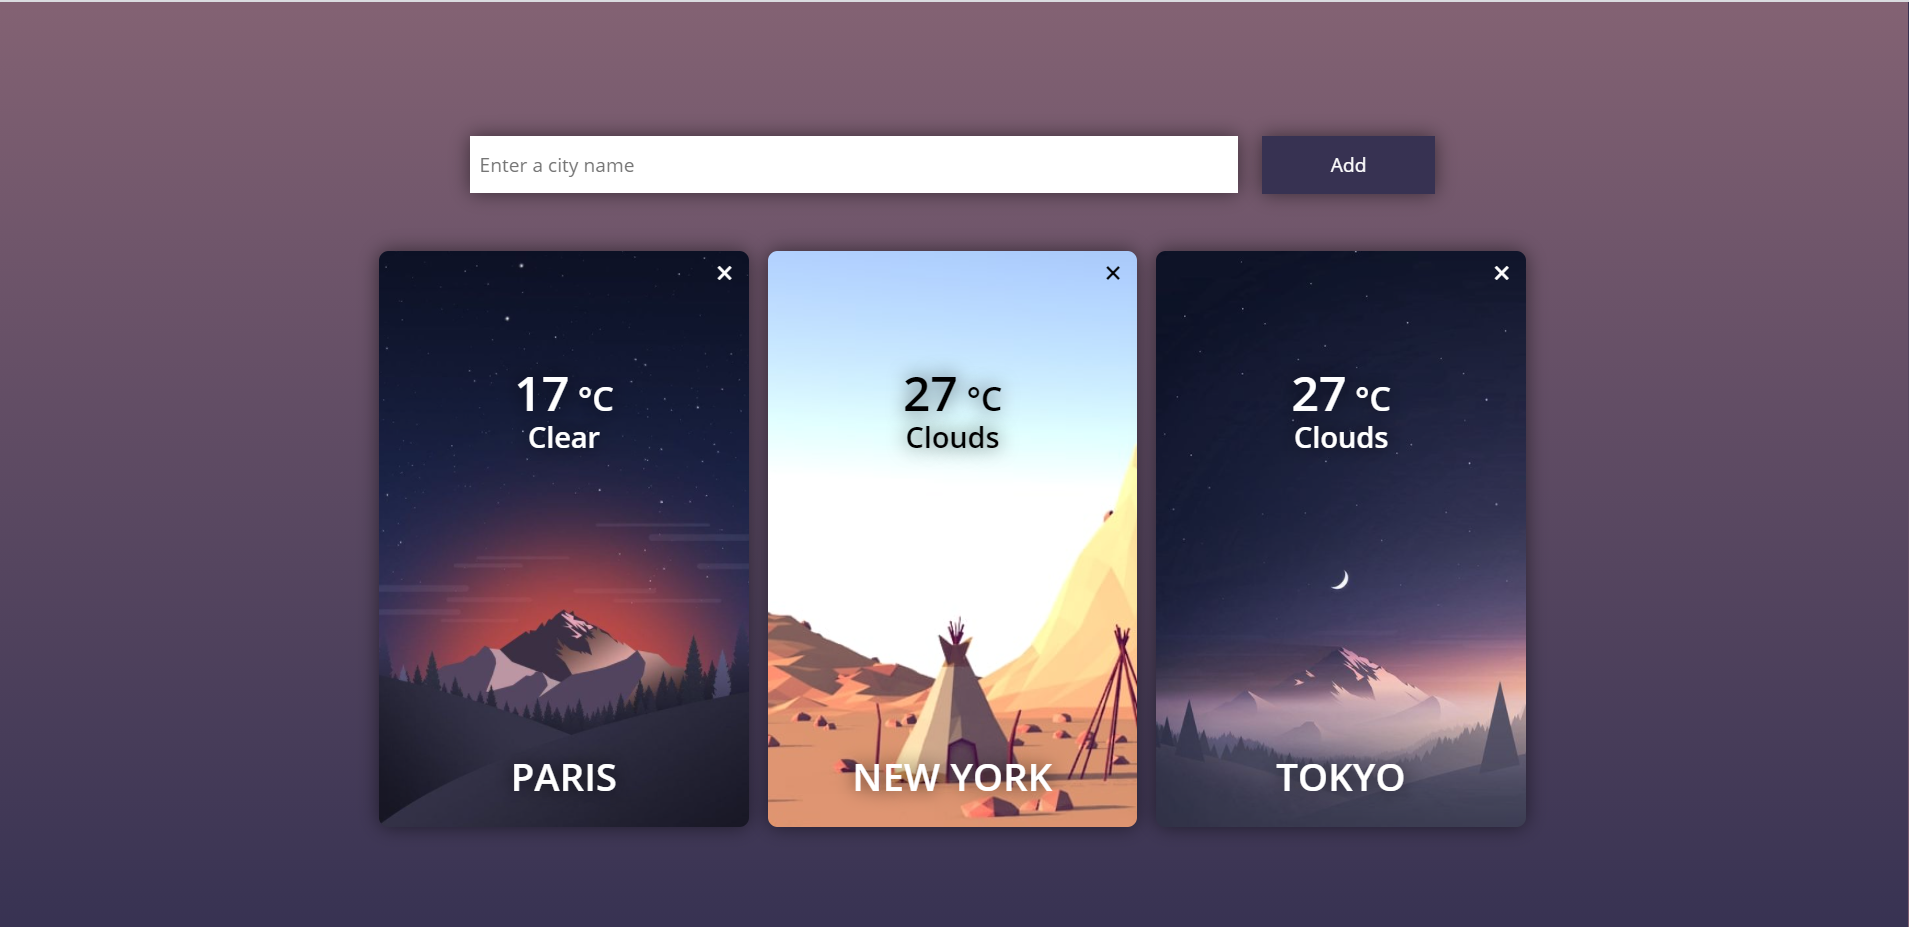 Enter a city name
Add
✕
17 °C
Clear
PARIS
✕
27 °C
Clouds
NEW YORK
✕
27 °C
Clouds
TOKYO